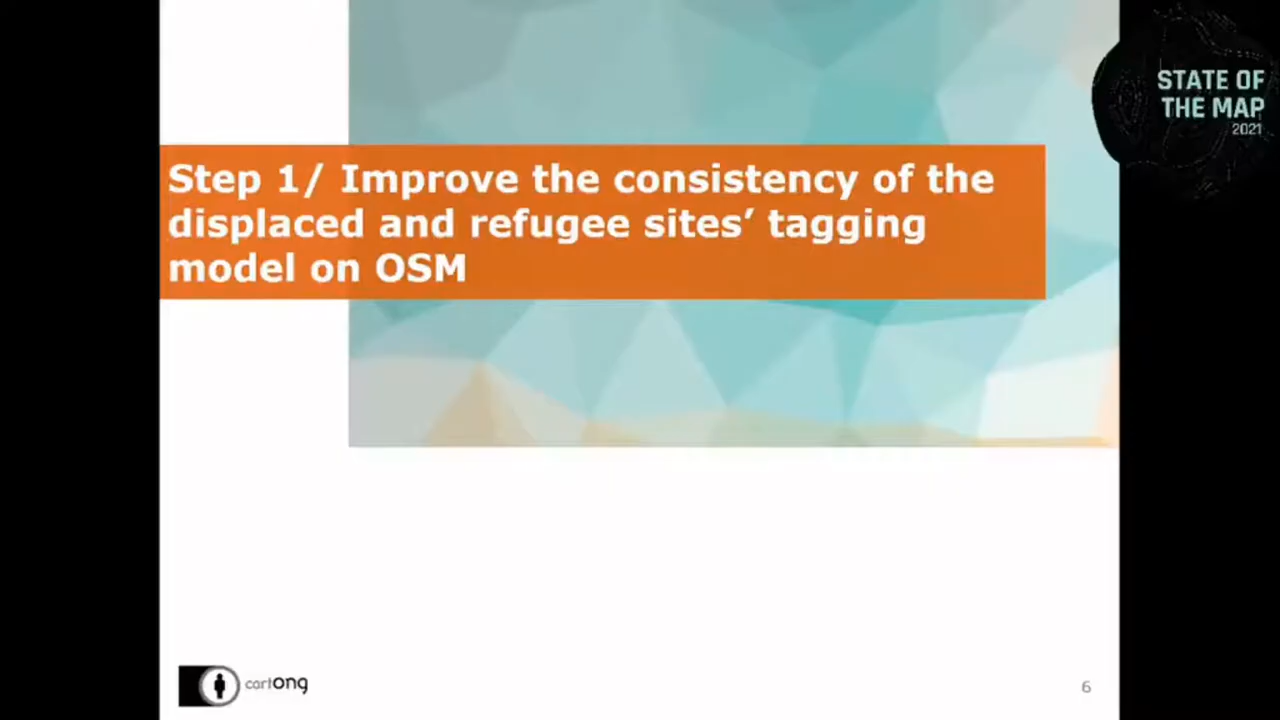 STATE OF
THE MAP
2021
Step 1/ Improve the consistency of the
displaced and refugee sites’ tagging
model on OSM
cartONG
6